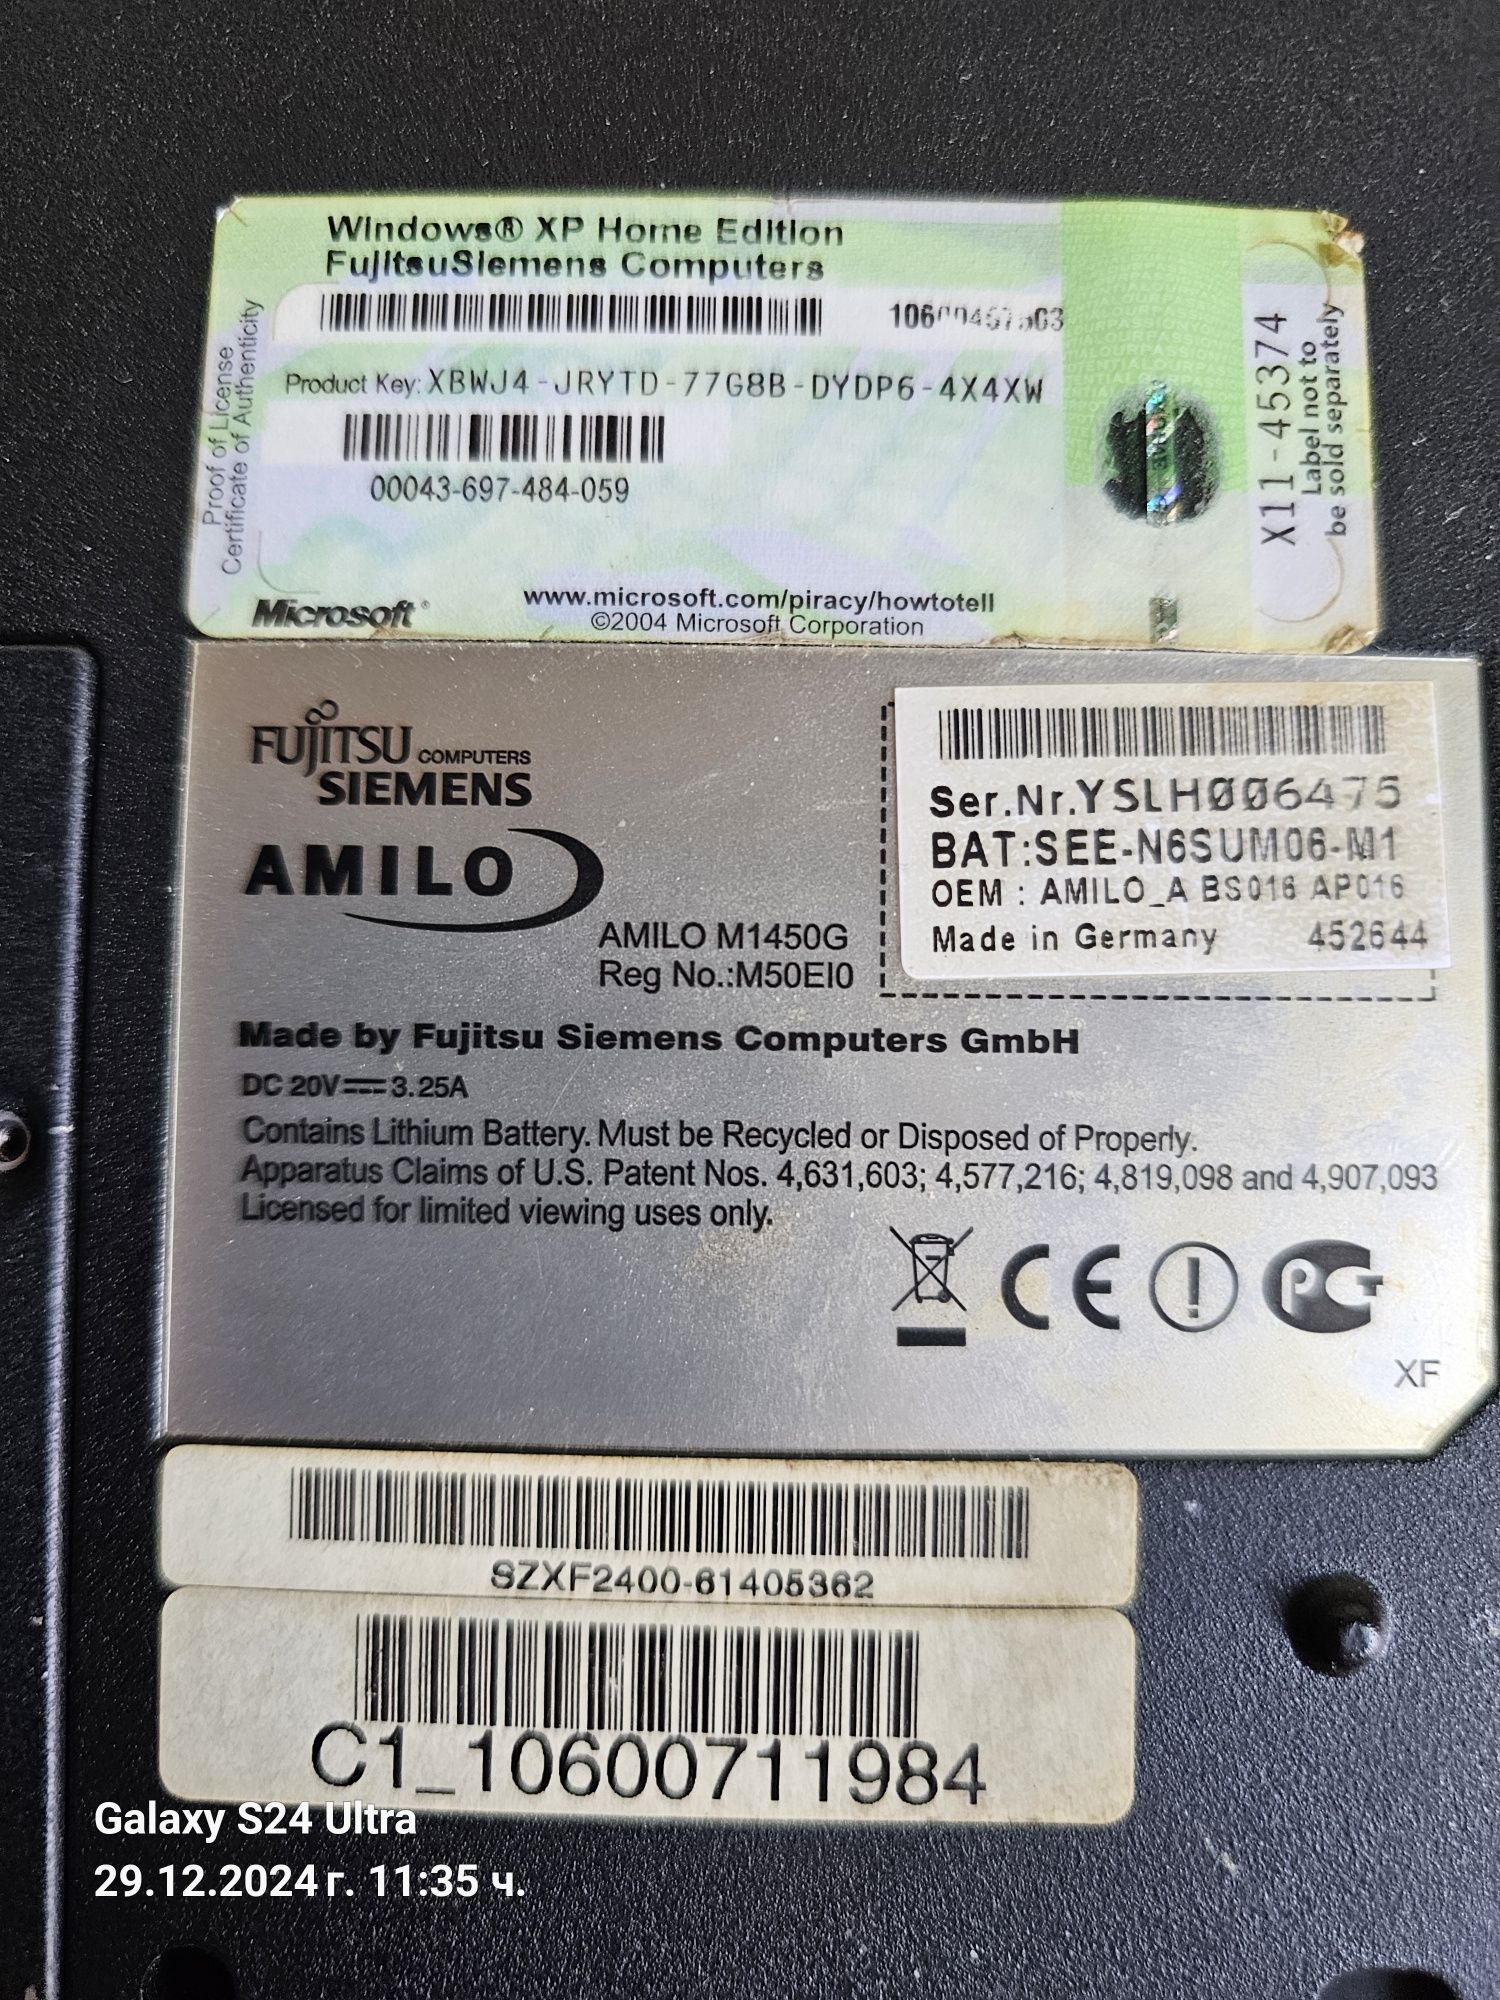 Windows® XP Home Edition
FujitsuSiemens Computers
Proof of License
Certificate of Authenticity
Product Key: XBWJ4-JRYTD-77G8B-DYDP6-4X4XW
00043-697-484-059
X11-45374
Label not to
be sold separately
Microsoft®
www.microsoft.com/piracy/howtotell
©2004 Microsoft Corporation
FUJITSU COMPUTERS
SIEMENS
AMILO
AMILO M1450G
Reg No.:M50EI0
Ser.Nr.YSLH006475
BAT:SEE-N6SUM06-M1
OEM : AMILO_A BS016 AP016
Made in Germany 452644
Made by Fujitsu Siemens Computers GmbH
DC 20V⎓3.25A
Contains Lithium Battery. Must be Recycled or Disposed of Properly.
Apparatus Claims of U.S. Patent Nos. 4,631,603; 4,577,216; 4,819,098 and 4,907,093
Licensed for limited viewing uses only.
CE
XF
SZXF2400-61405362
C1_10600711984
Galaxy S24 Ultra
29.12.2024 г. 11:35 ч.